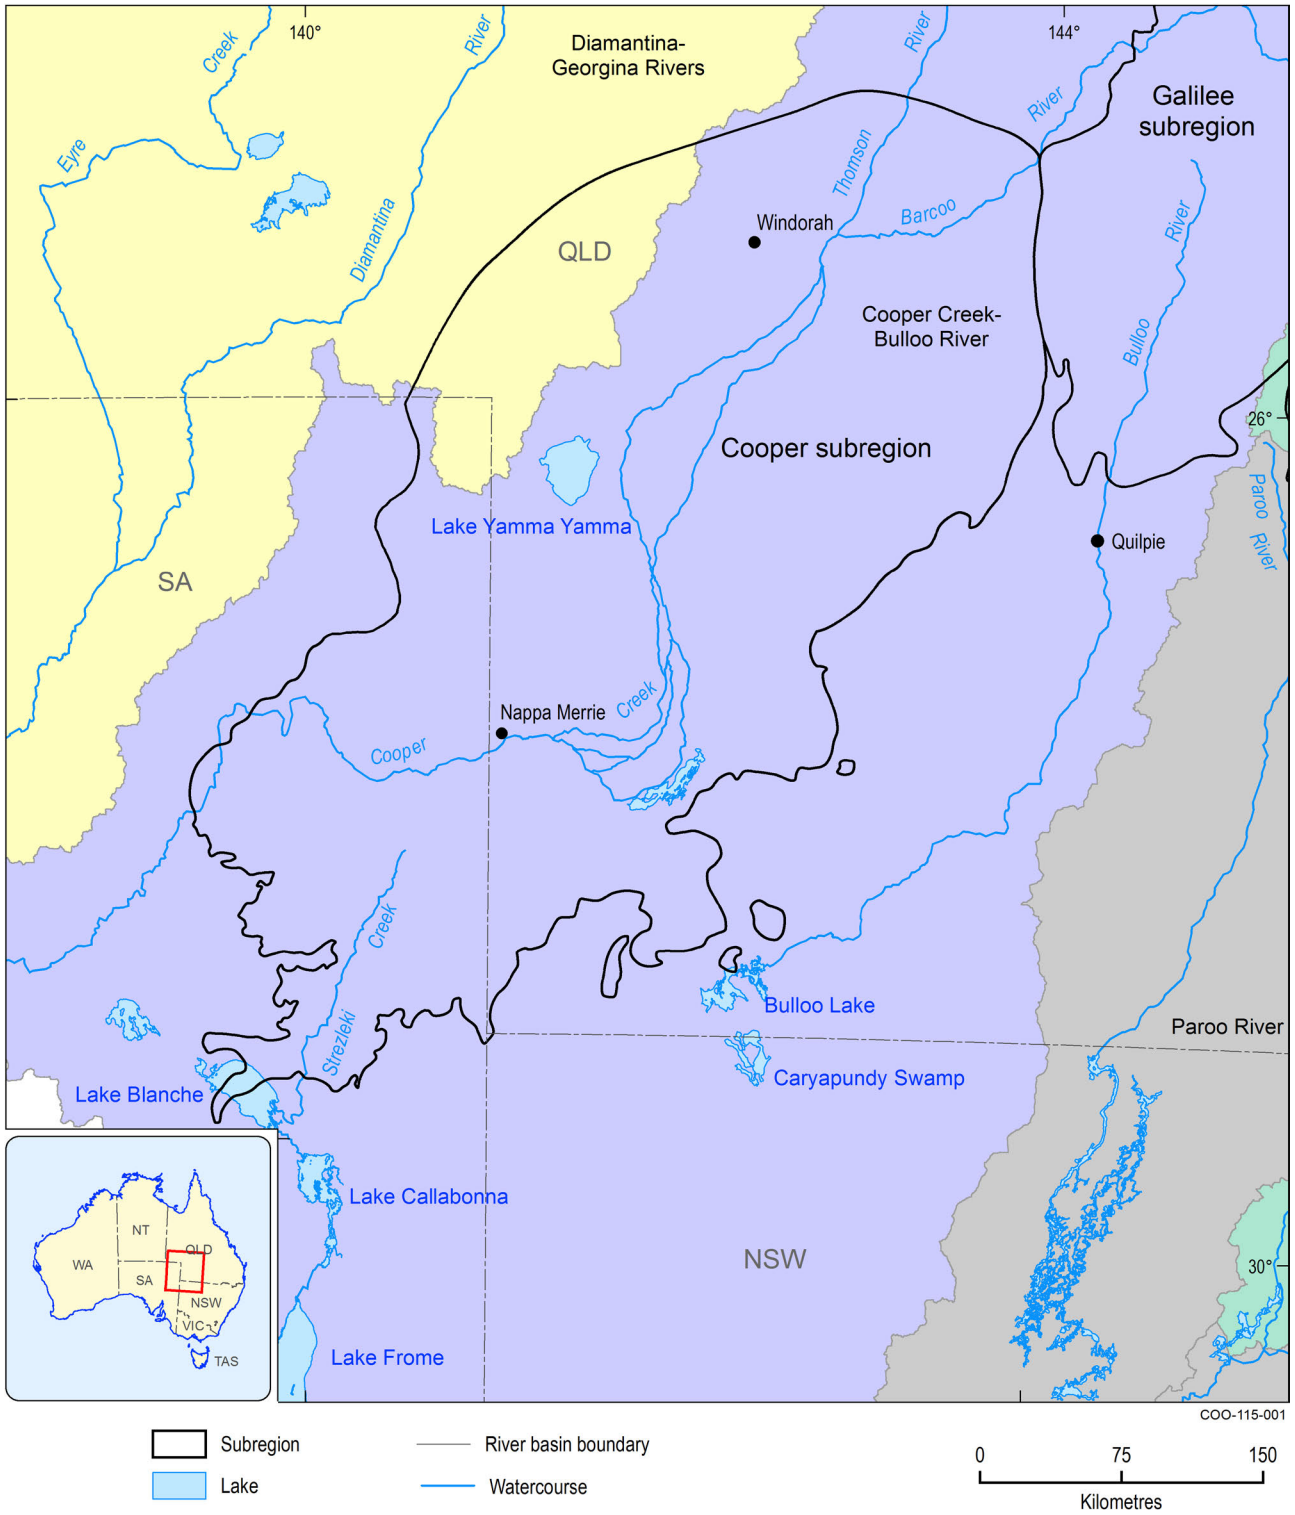 140°
144°
Creek
River
Diamantina-
Georgina Rivers
River
Galilee
subregion
River
Eyre
Thomson
Diamantina
Barcoo
Windorah
River
QLD
Cooper Creek-
Bulloo River
Bulloo
26°
Cooper subregion
Lake Yamma Yamma
Paroo River
Quilpie
SA
Creek
Nappa Merrie
Cooper
Creek
Bulloo Lake
Strezleki
Paroo River
Caryapundy Swamp
Lake Blanche
Lake Callabonna
NSW
30°
NT
QLD
WA
SA
NSW
VIC
TAS
Lake Frome
COO-115-001
Subregion
River basin boundary
Lake
Watercourse
0 75 150
Kilometres